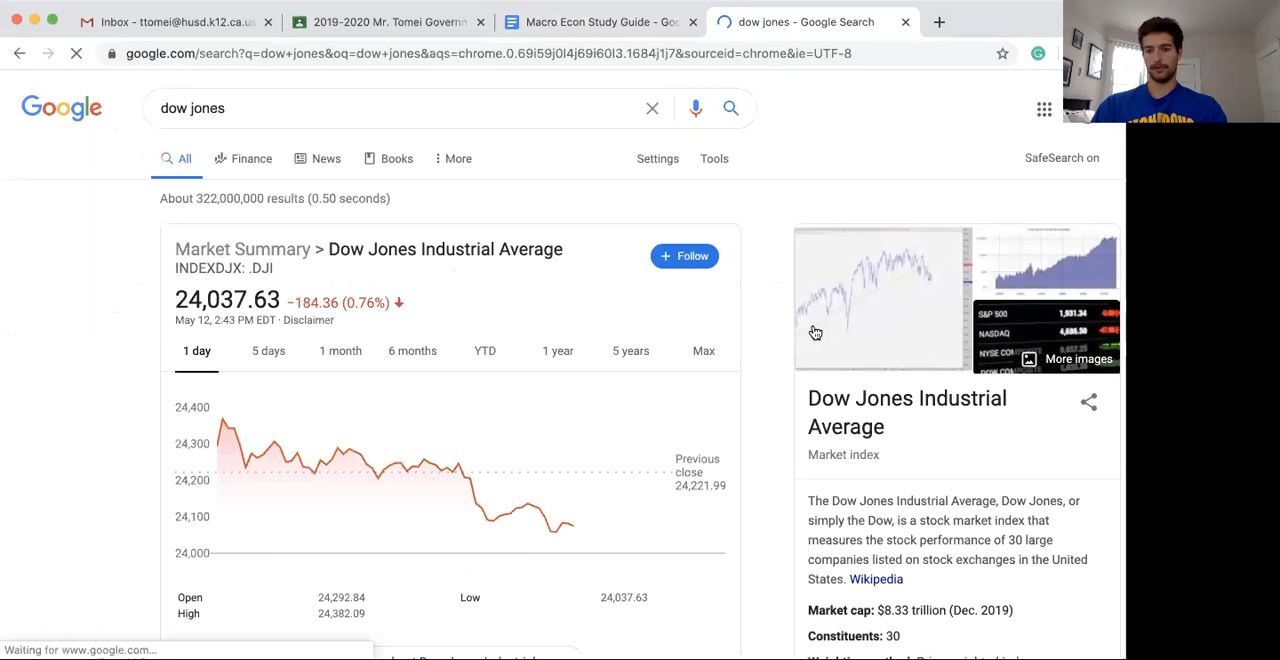 Inbox - ttomei@husd.k12.ca.us
2019-2020 Mr. Tomei Governm
Macro Econ Study Guide - Goo
dow jones - Google Search
google.com/search?q=dow+jones&oq=dow+jones&aqs=chrome.0.69i59j0l4j69i60l3.1684j1j7&sourceid=chrome&ie=UTF-8
Google
dow jones
All
Finance
News
Books
More
Settings
Tools
SafeSearch on
About 322,000,000 results (0.50 seconds)
Market Summary > Dow Jones Industrial Average
INDEXDJX: .DJI
+ Follow
24,037.63 −184.36 (0.76%)
May 12, 2:43 PM EDT · Disclaimer
1 day
5 days
1 month
6 months
YTD
1 year
5 years
Max
24,400
24,300
24,200
24,100
24,000
Previous
close
24,221.99
Open 24,292.84
High 24,382.09
Low 24,037.63
S&P 500 1,931.34
NASDAQ 4,686.50
NYSE
More images
Dow Jones Industrial
Average
Market index
The Dow Jones Industrial Average, Dow Jones, or
simply the Dow, is a stock market index that
measures the stock performance of 30 large
companies listed on stock exchanges in the United
States. Wikipedia
Market cap: $8.33 trillion (Dec. 2019)
Constituents: 30
Waiting for www.google.com...